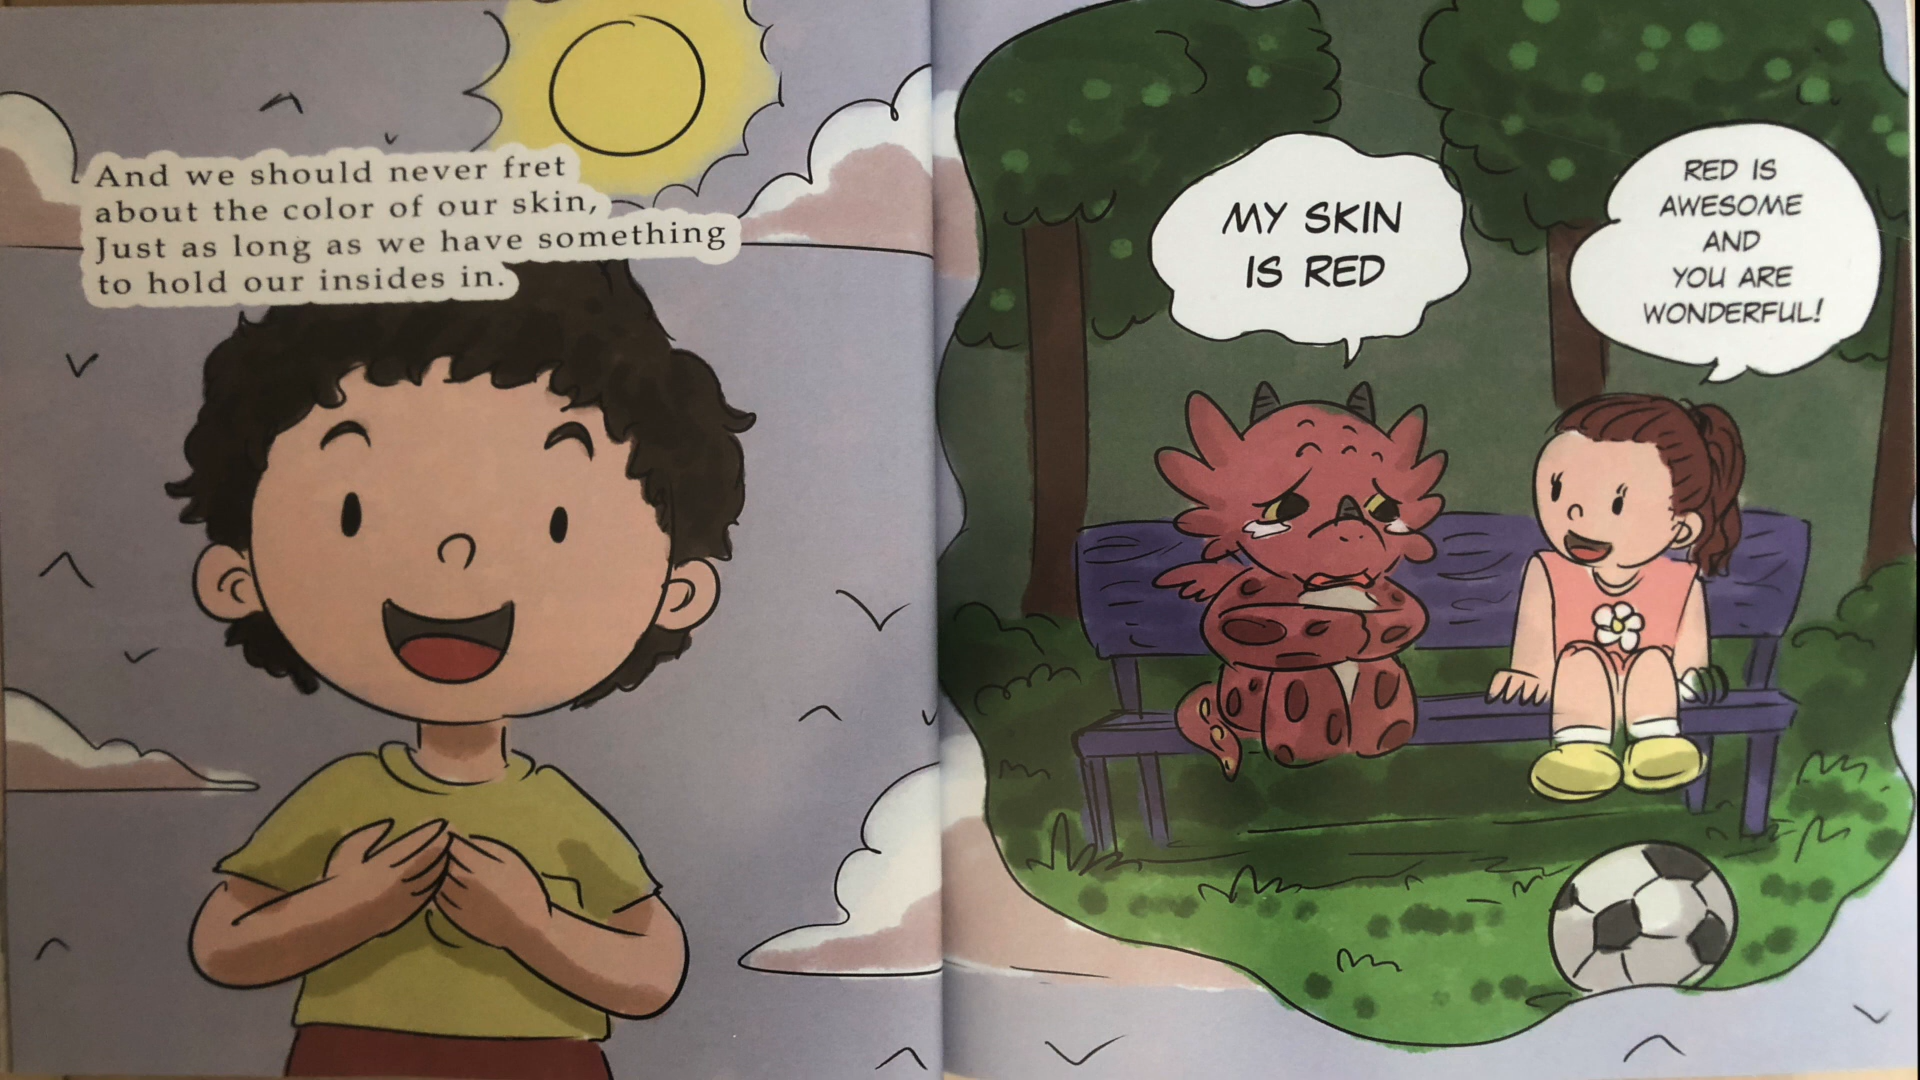 And we should never fret
about the color of our skin,
Just as long as we have something
to hold our insides in.
MY SKIN
IS RED
RED IS
AWESOME
AND
YOU ARE
WONDERFUL!